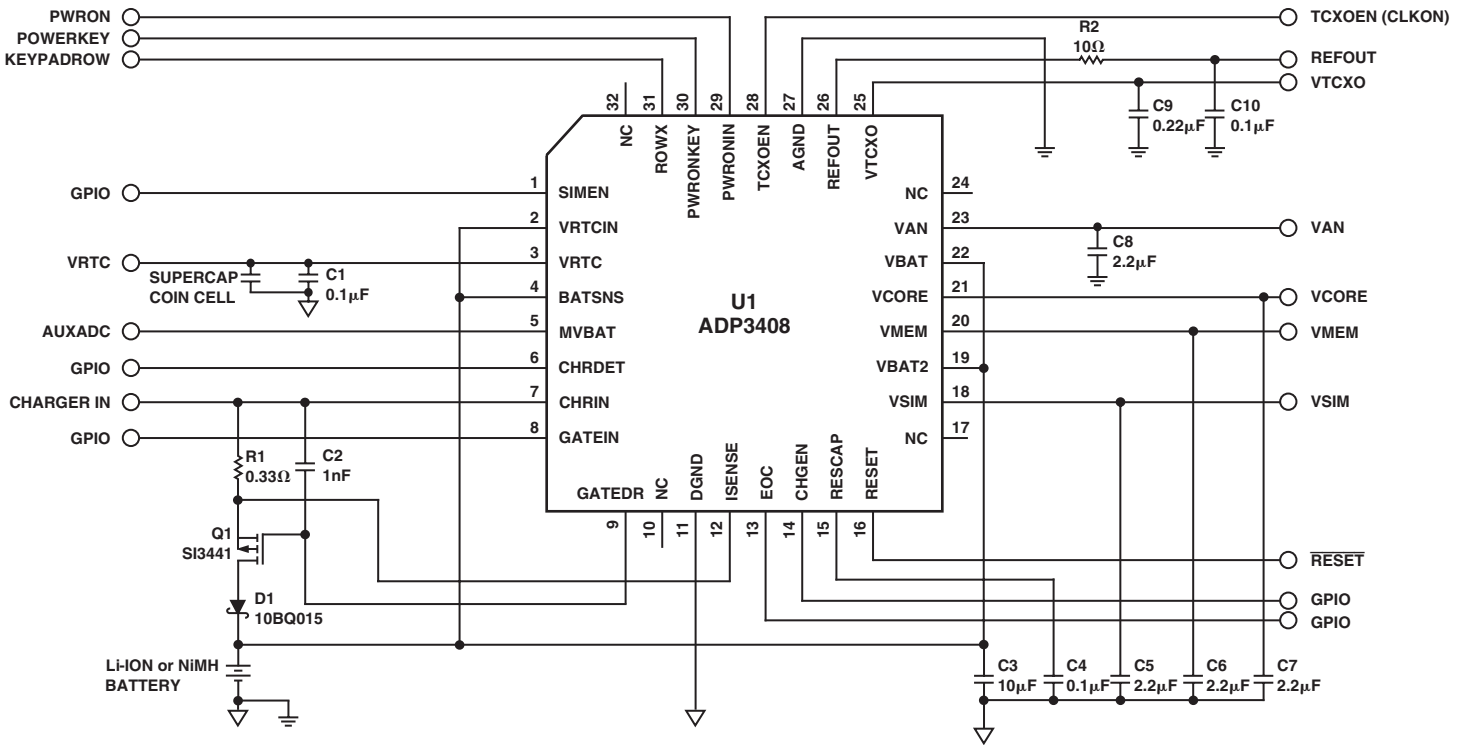 PWRON
POWERKEY
KEYPADROW
TCXOEN (CLKON)
R2
10Ω
REFOUT
VTCXO
C9
0.22μF
C10
0.1μF
32
31
30
29
28
27
26
25
NC
ROWX
PWRONKEY
PWRONIN
TCXOEN
AGND
REFOUT
VTCXO
GPIO
1
SIMEN
NC
24
2
VRTCIN
VAN
23
VAN
C8
2.2μF
VRTC
3
VRTC
VBAT
22
SUPERCAP
COIN CELL
C1
0.1μF
4
BATSNS
U1
ADP3408
VCORE
21
VCORE
AUXADC
5
MVBAT
VMEM
20
VMEM
GPIO
6
CHRDET
VBAT2
19
CHARGER IN
7
CHRIN
VSIM
18
VSIM
GPIO
8
GATEIN
NC
17
R1
0.33Ω
C2
1nF
GATEDR
NC
DGND
ISENSE
EOC
CHGEN
RESCAP
RESET
9
10
11
12
13
14
15
16
Q1
SI3441
RESET
D1
10BQ015
GPIO
GPIO
Li-ION or NiMH
BATTERY
C3
10μF
C4
0.1μF
C5
2.2μF
C6
2.2μF
C7
2.2μF